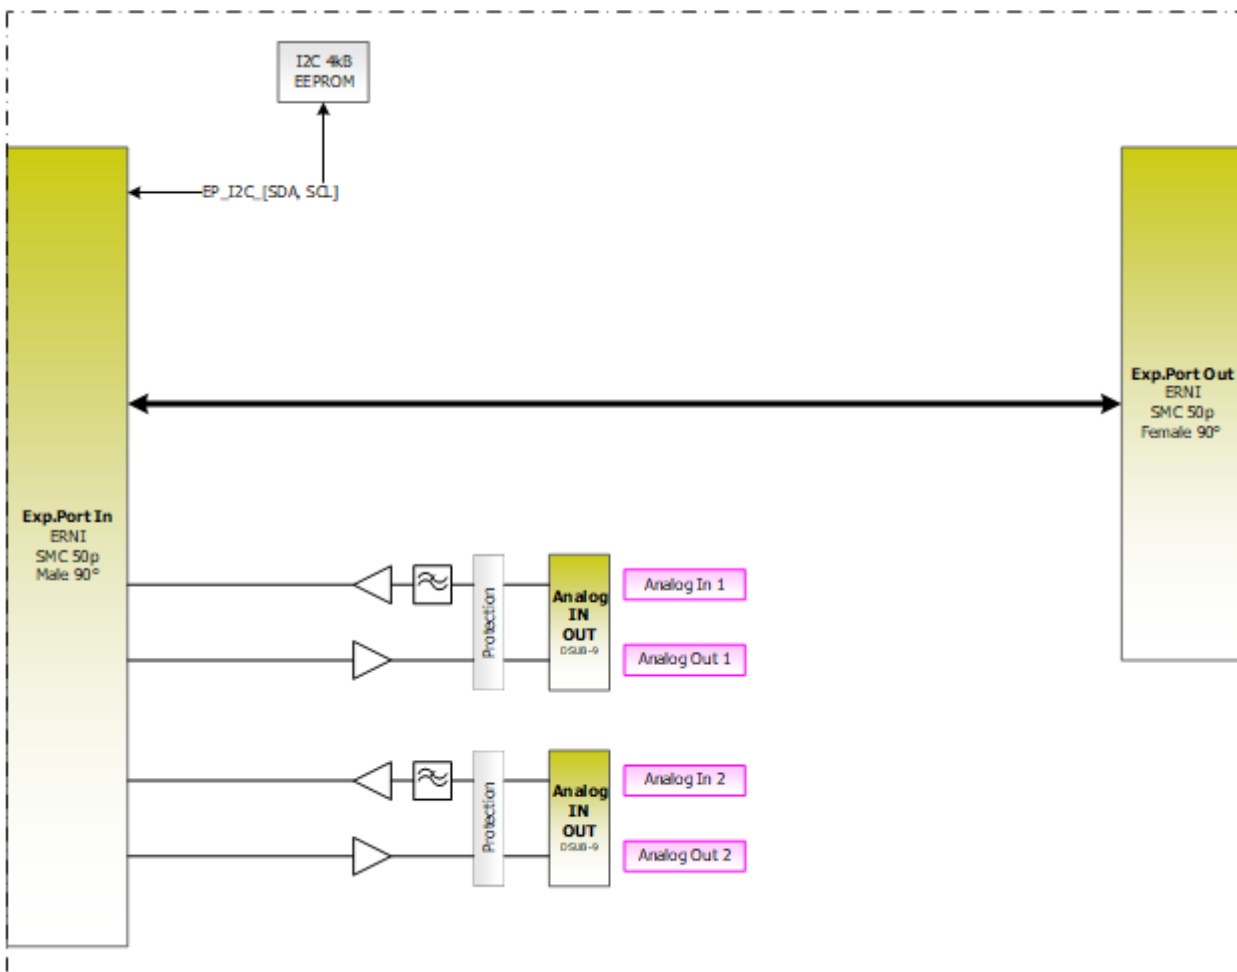 I2C 4kB
EEPROM
EP_I2C_[SDA, SCL]
Exp.Port Out
ERNI
SMC 50p
Female 90°
Exp.Port In
ERNI
SMC 50p
Male 90°
Protection
Analog
IN
OUT
DSUB-9
Analog In 1
Analog Out 1
Protection
Analog
IN
OUT
DSUB-9
Analog In 2
Analog Out 2